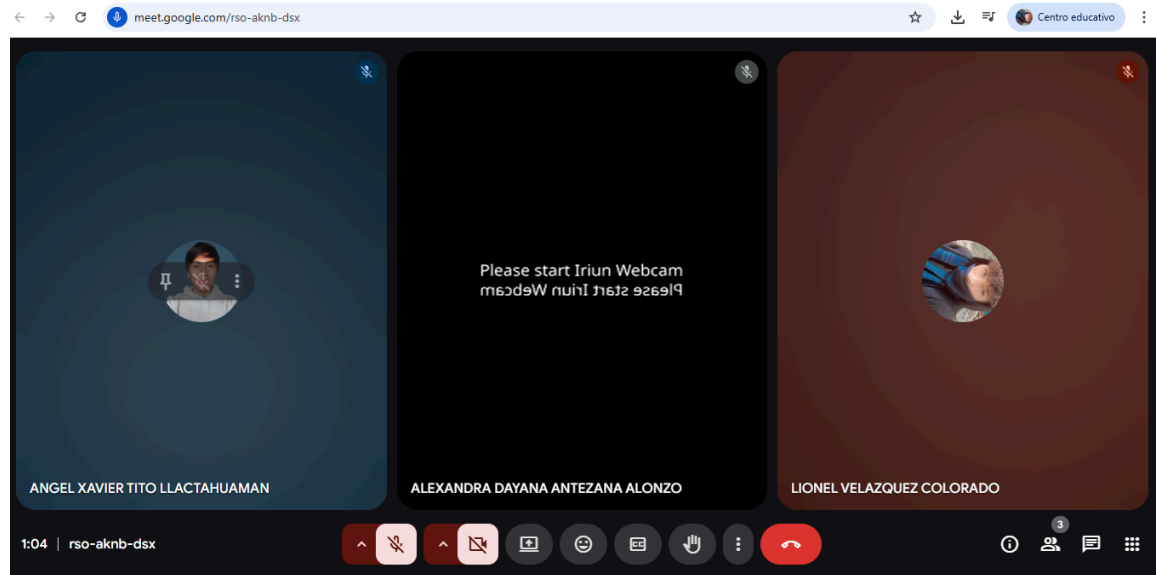 meet.google.com/rso-aknb-dsx
Centro educativo
Please start Iriun Webcam
Please start Iriun Webcam
ANGEL XAVIER TITO LLACTAHUAMAN
ALEXANDRA DAYANA ANTEZANA ALONZO
LIONEL VELAZQUEZ COLORADO
1:04 | rso-aknb-dsx
CC
3